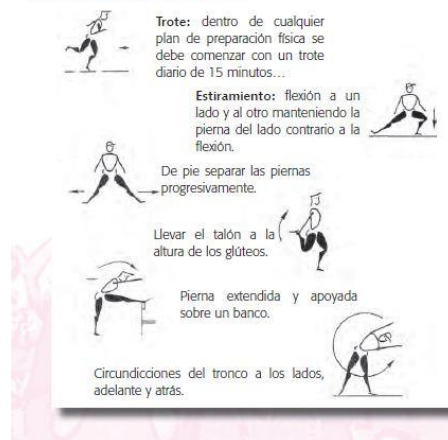 Trote: dentro de cualquier
plan de preparación física se
debe comenzar con un trote
diario de 15 minutos...
Estiramiento: flexión a un
lado y al otro manteniendo la
pierna del lado contrario a la
flexión.
De pie separar las piernas
progresivamente.
Llevar el talón a la
altura de los glúteos.
Pierna extendida y apoyada
sobre un banco.
Circundicciones del tronco a los lados,
adelante y atrás.